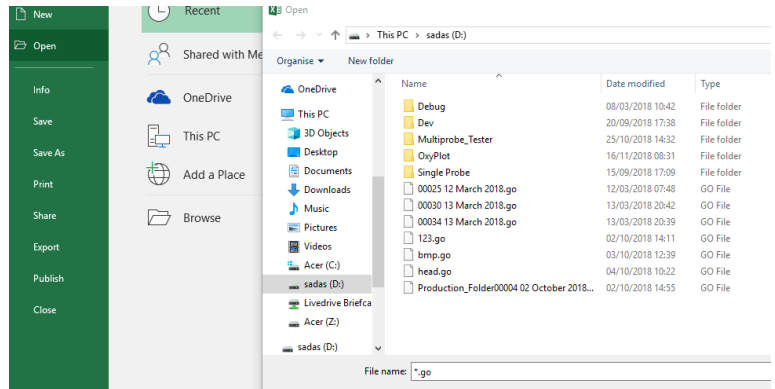 New
Open
Info
Save
Save As
Print
Share
Export
Publish
Close
Recent
Shared with Me
OneDrive
This PC
Add a Place
Browse
Open
This PC > sadas (D:)
Organise
New folder
OneDrive
This PC
3D Objects
Desktop
Documents
Downloads
Music
Pictures
Videos
Acer (C:)
sadas (D:)
Livedrive Briefca
Acer (Z:)
sadas (D:)
Name Date modified Type
Debug 08/03/2018 10:42 File folder
Dev 20/09/2018 17:38 File folder
Multiprobe_Tester 25/10/2018 14:32 File folder
OxyPlot 16/11/2018 08:31 File folder
Single Probe 15/09/2018 17:09 File folder
00025 12 March 2018.go 12/03/2018 07:48 GO File
00030 13 March 2018.go 13/03/2018 20:42 GO File
00034 13 March 2018.go 13/03/2018 20:39 GO File
123.go 02/10/2018 14:11 GO File
bmp.go 03/10/2018 12:39 GO File
head.go 04/10/2018 10:22 GO File
Production_Folder00004 02 October 2018... 02/10/2018 14:55 GO File
File name: *.go